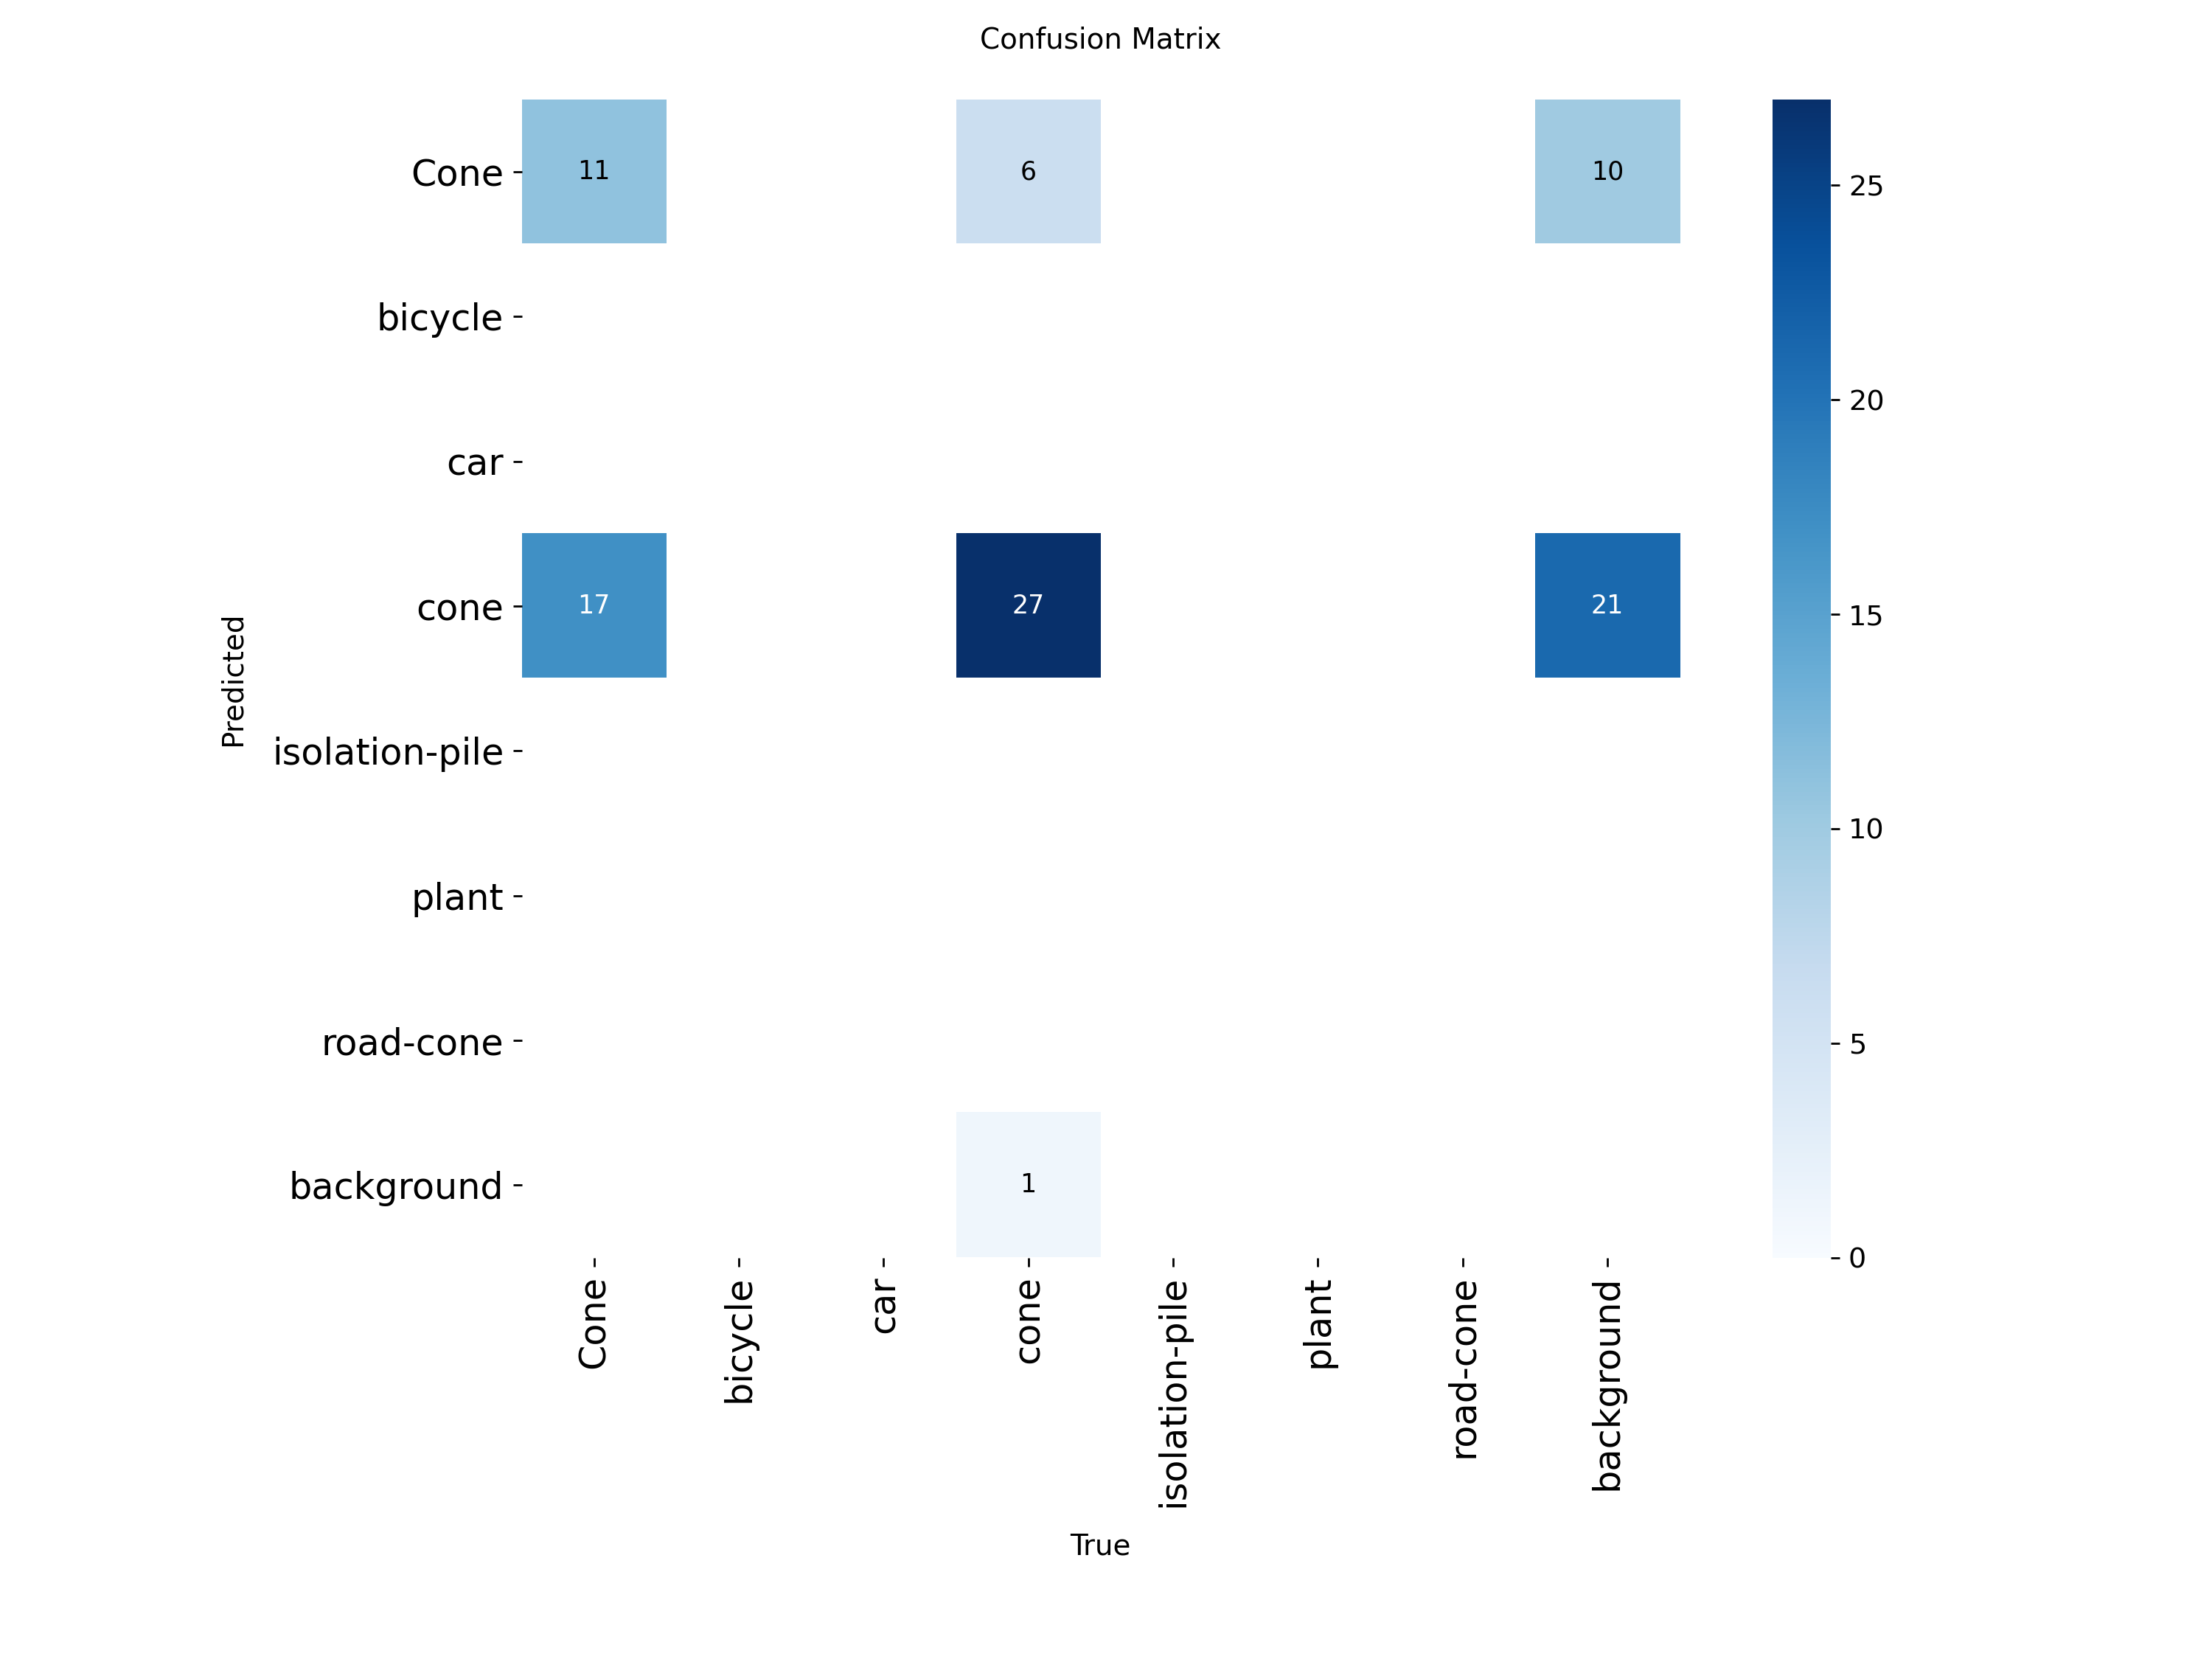 Confusion Matrix
Cone
11
6
10
bicycle
car
cone
17
27
21
isolation-pile
plant
road-cone
background
1
Predicted
Cone
bicycle
car
cone
isolation-pile
plant
road-cone
background
True
25
20
15
10
5
0